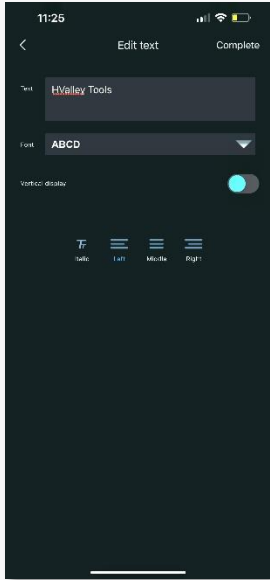 11:25
Edit text
Complete
Text
HValley Tools
Font
ABCD
Vertical display
Italic
Left
Middle
Right